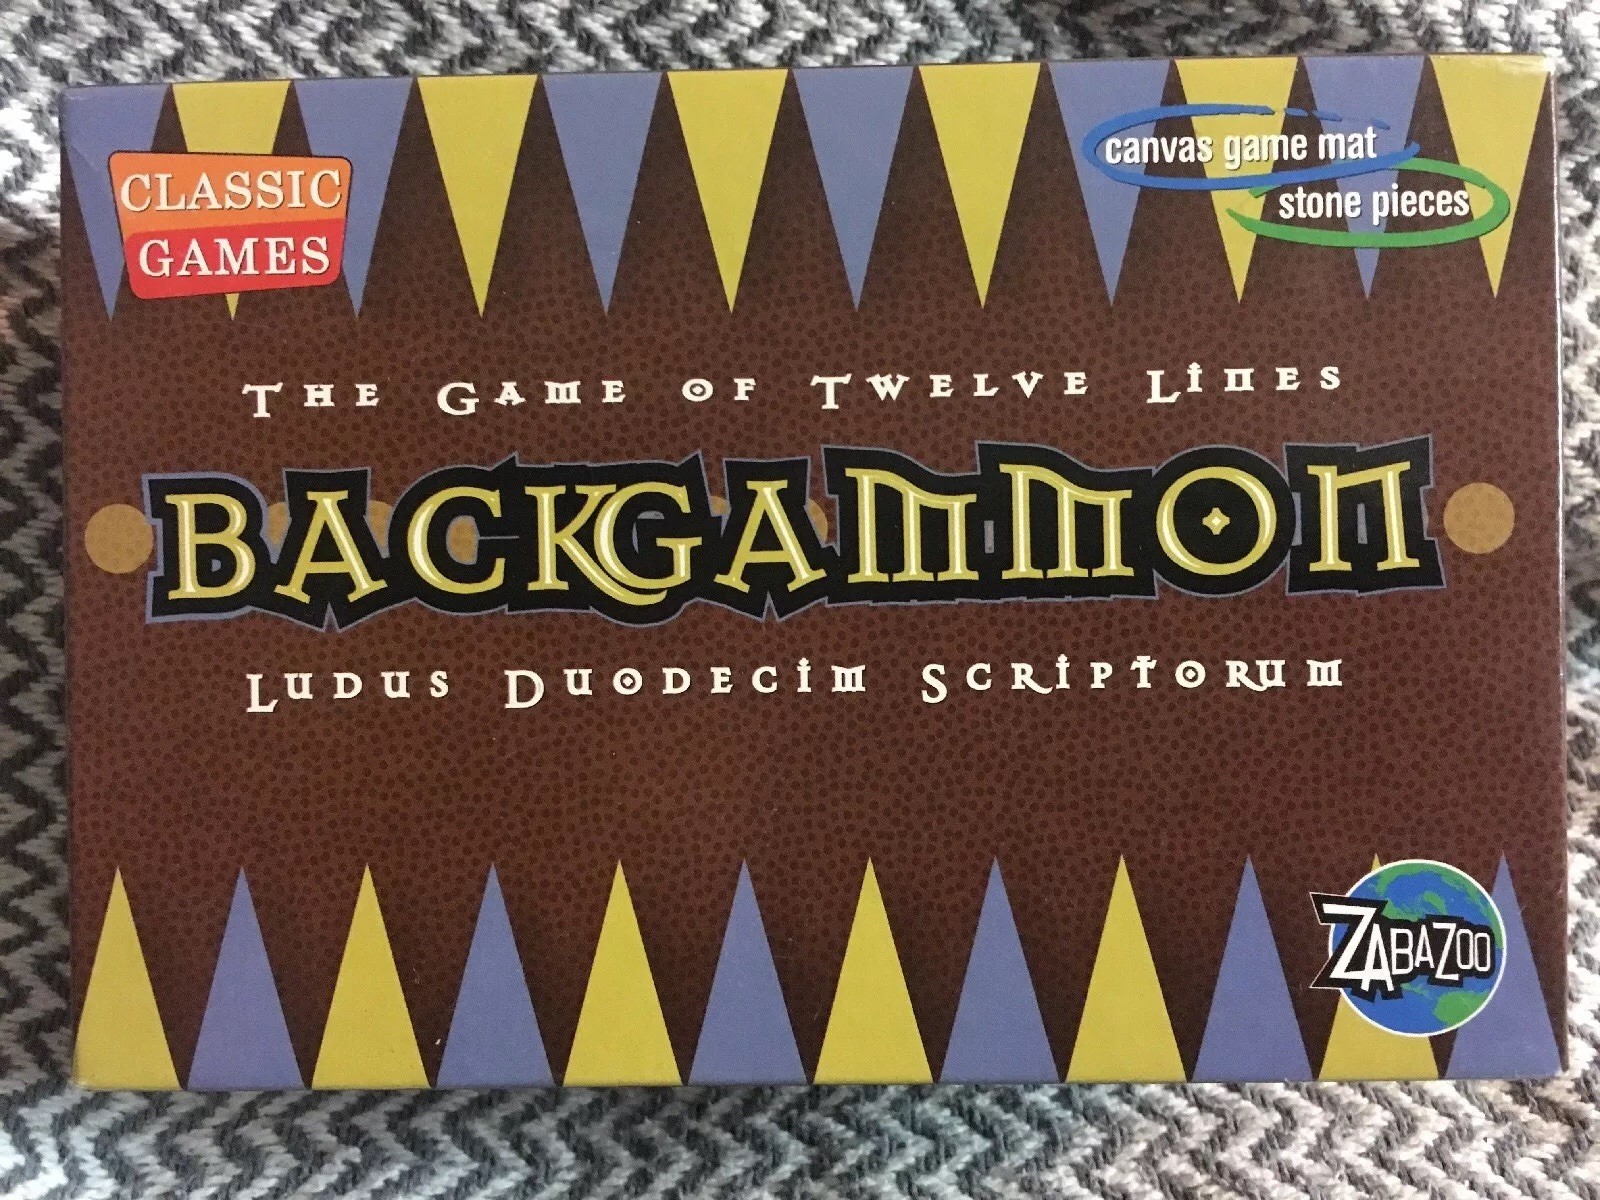 CLASSIC
GAMES
canvas game mat
stone pieces
THE GAME OF TWELVE LINES
BACKGAMMON
LUDUS DUODECIM SCRIPTORUM
ZABAZOO